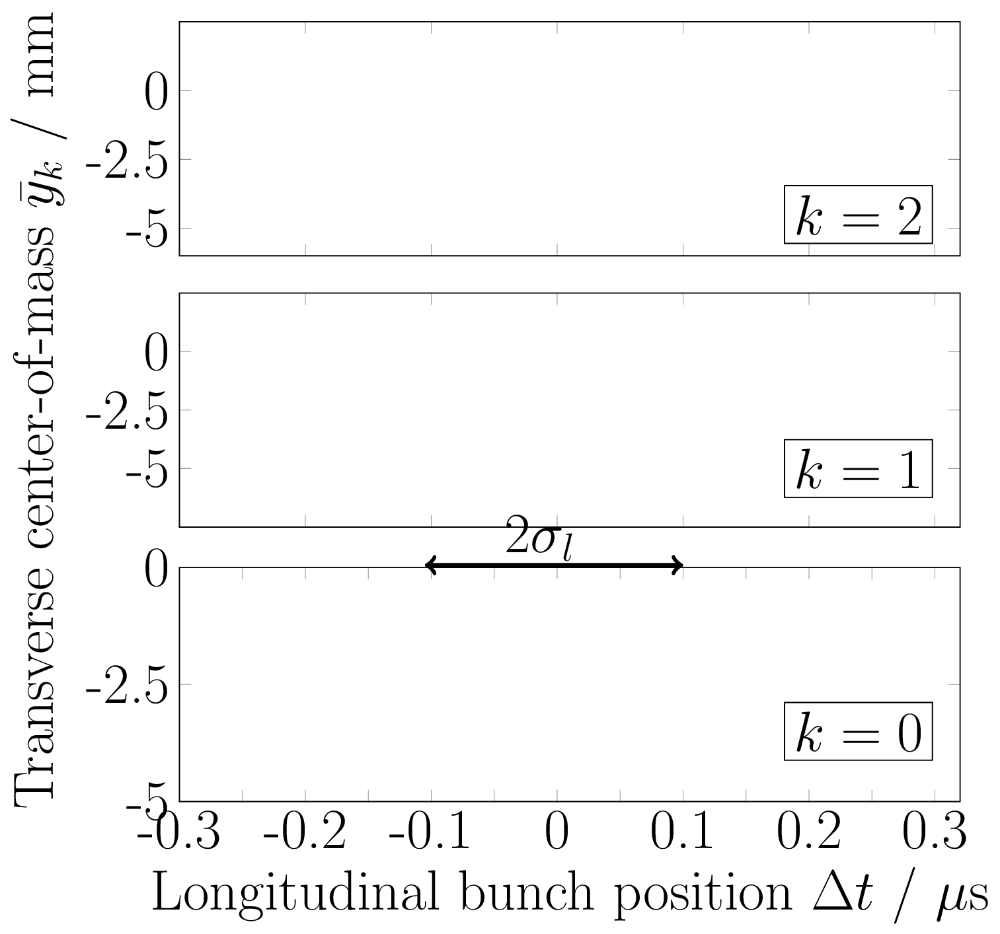 Transverse center-of-mass ȳₖ / mm
0
-2.5
-5
k = 2
0
-2.5
-5
k = 1
2σₗ
0
-2.5
-5
k = 0
-0.3 -0.2 -0.1 0 0.1 0.2 0.3
Longitudinal bunch position Δt / μs